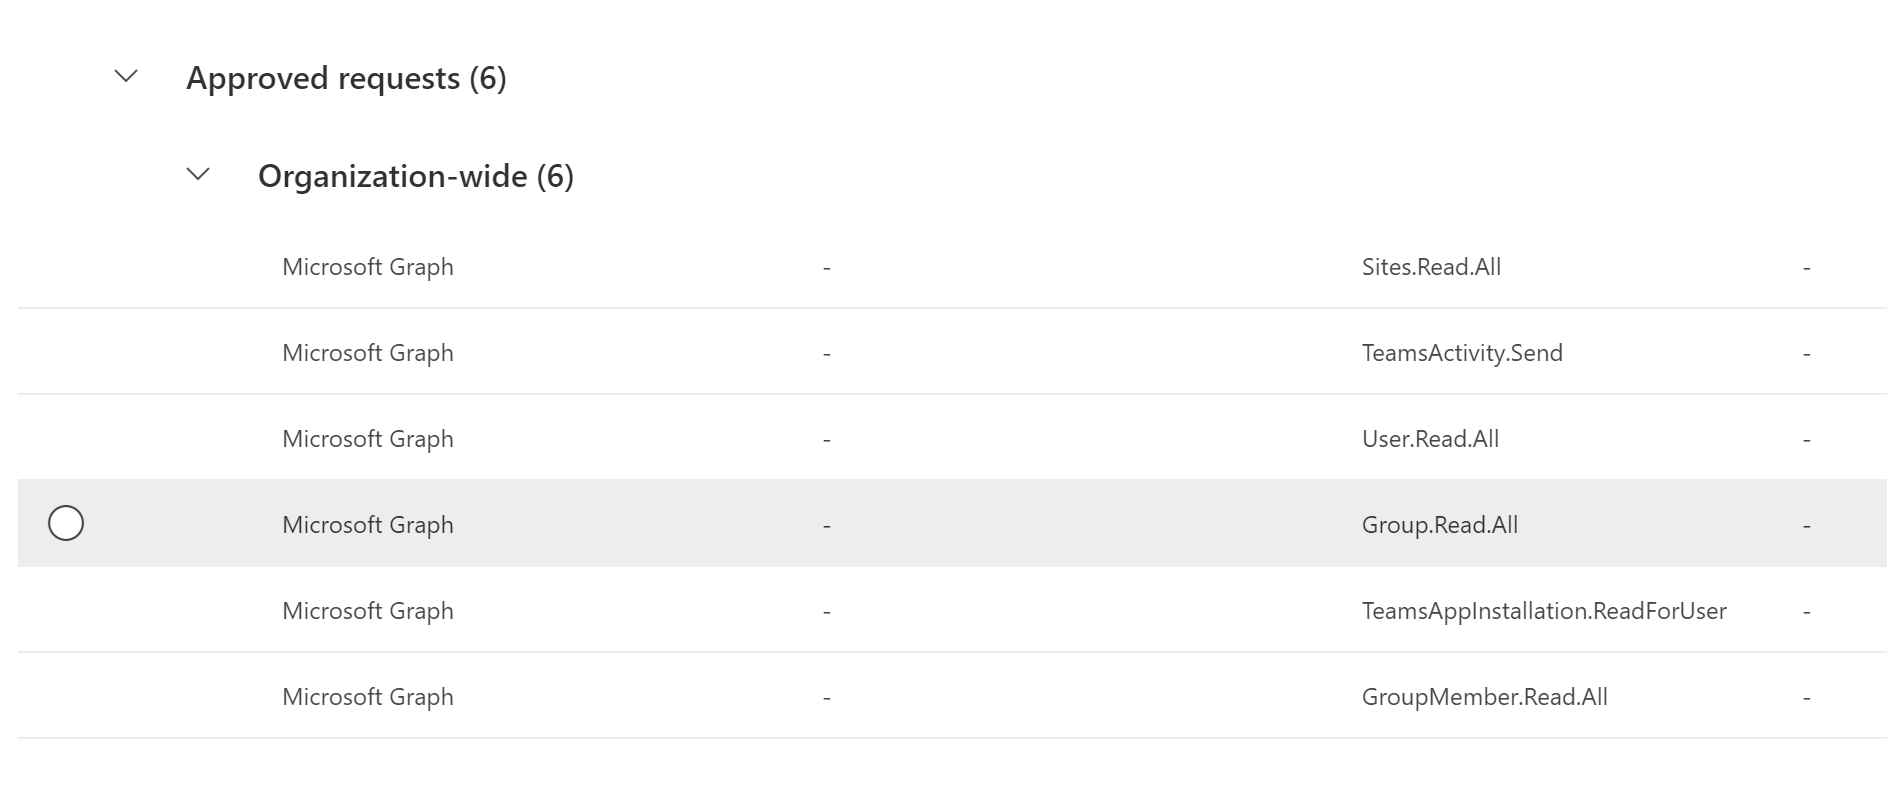 Approved requests (6)
Organization-wide (6)
Microsoft Graph - Sites.Read.All -
Microsoft Graph - TeamsActivity.Send -
Microsoft Graph - User.Read.All -
Microsoft Graph - Group.Read.All -
Microsoft Graph - TeamsAppInstallation.ReadForUser -
Microsoft Graph - GroupMember.Read.All -